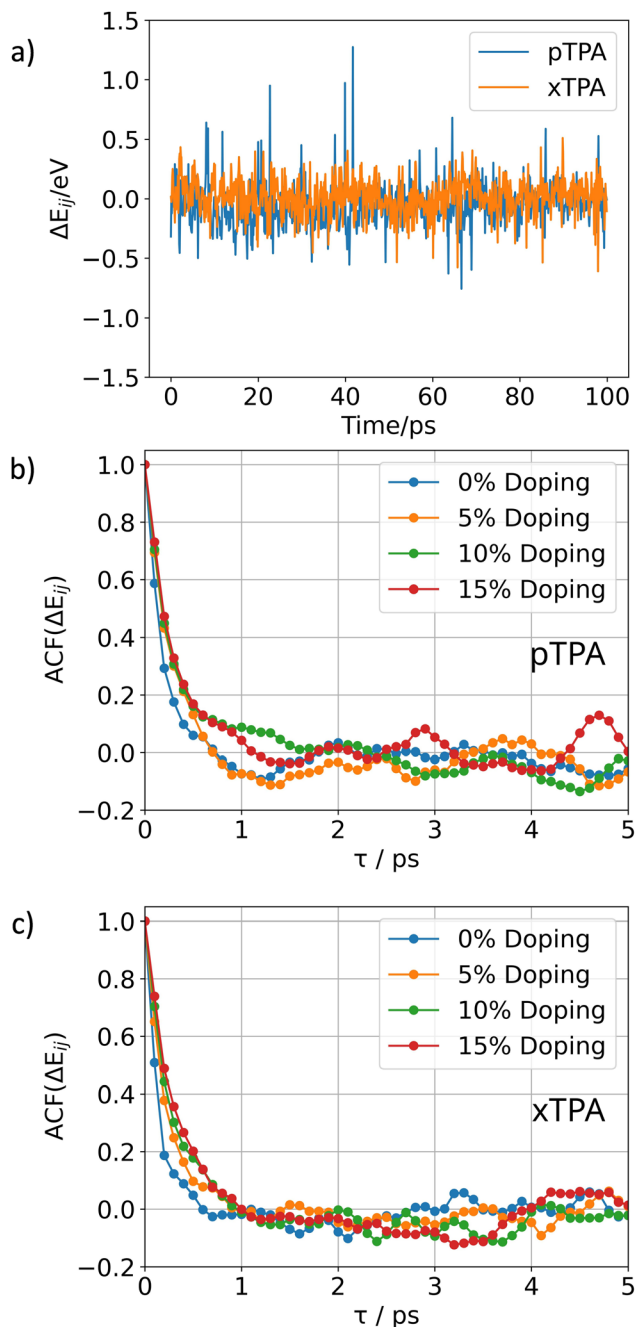 a)
1.5
1.0
0.5
0.0
−0.5
−1.0
−1.5
ΔE_ij/eV
pTPA
xTPA
0 20 40 60 80 100
Time/ps
b)
1.0
0.8
0.6
0.4
0.2
0.0
−0.2
ACF(ΔE_ij)
0% Doping
5% Doping
10% Doping
15% Doping
pTPA
0 1 2 3 4 5
τ / ps
c)
1.0
0.8
0.6
0.4
0.2
0.0
−0.2
ACF(ΔE_ij)
0% Doping
5% Doping
10% Doping
15% Doping
xTPA
0 1 2 3 4 5
τ / ps